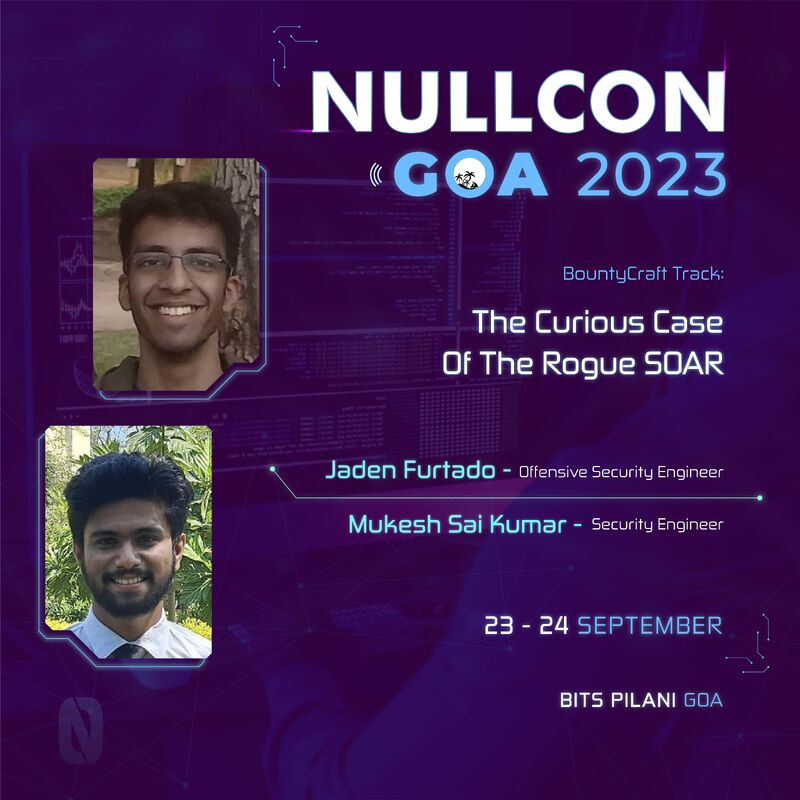 NULLCON
GOA 2023
BountyCraft Track:
The Curious Case
Of The Rogue SOAR
Jaden Furtado - Offensive Security Engineer
Mukesh Sai Kumar - Security Engineer
23 - 24 SEPTEMBER
BITS PILANI GOA